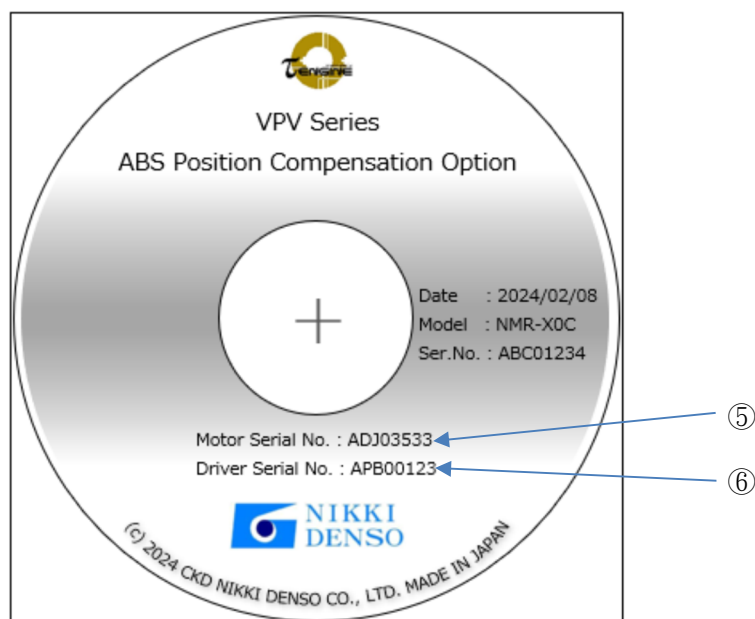 τENSINE
VPV Series
ABS Position Compensation Option
Date : 2024/02/08
Model : NMR-X0C
Ser.No. : ABC01234
Motor Serial No. : ADJ03533
⑤
Driver Serial No. : APB00123
⑥
NIKKI
DENSO
(c) 2024 CKD NIKKI DENSO CO., LTD. MADE IN JAPAN